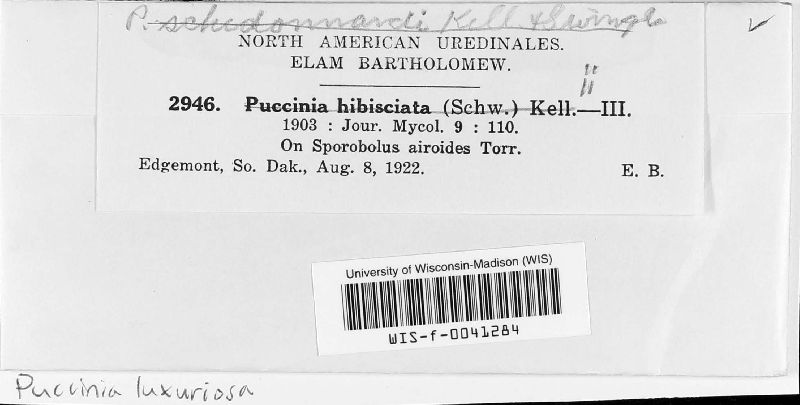 P. schedonnardi Kell. & Swingle
NORTH AMERICAN UREDINALES.
ELAM BARTHOLOMEW.
2946. Puccinia hibisciata (Schw.) Kell.—III.
1903 : Jour. Mycol. 9 : 110.
On Sporobolus airoides Torr.
Edgemont, So. Dak., Aug. 8, 1922. E. B.
University of Wisconsin-Madison (WIS)
WIS-f-0041284
Puccinia luxuriosa